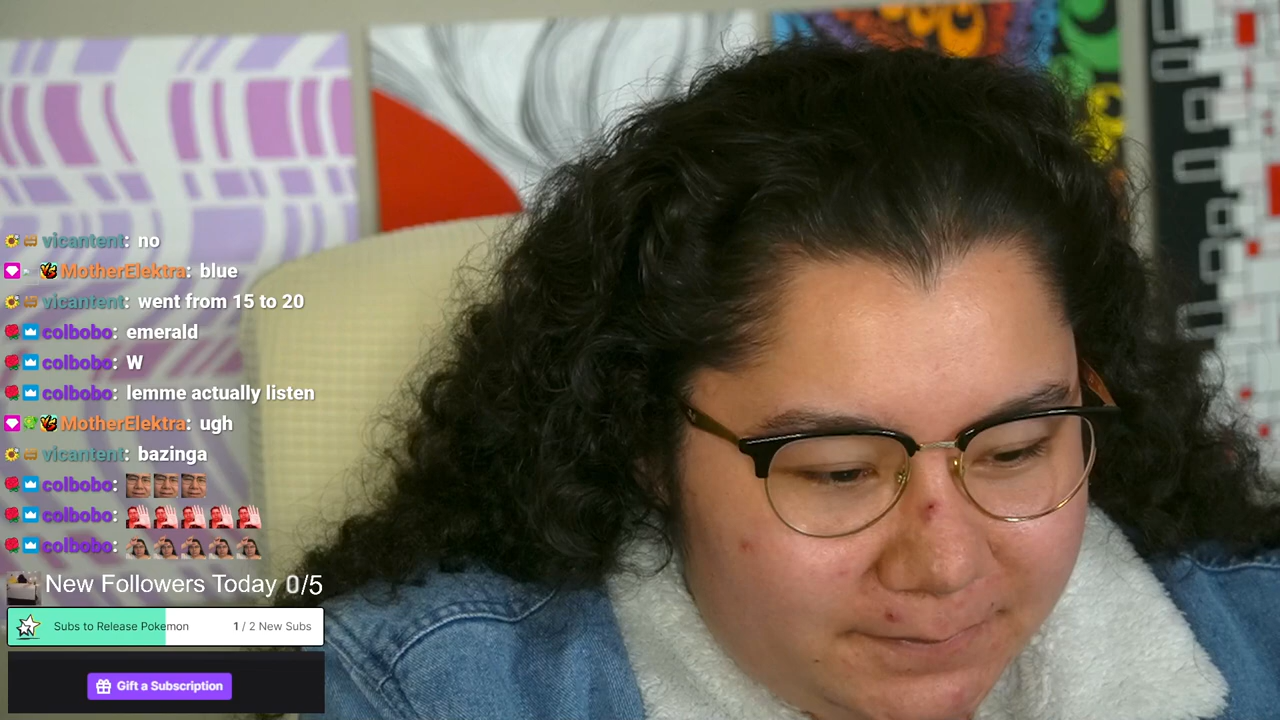 vicantent: no
MotherElektra: blue
vicantent: went from 15 to 20
colbobo: emerald
colbobo: W
colbobo: lemme actually listen
MotherElektra: ugh
vicantent: bazinga
colbobo:
colbobo:
colbobo:
New Followers Today 0/5
Subs to Release Pokemon 1 / 2 New Subs
Gift a Subscription